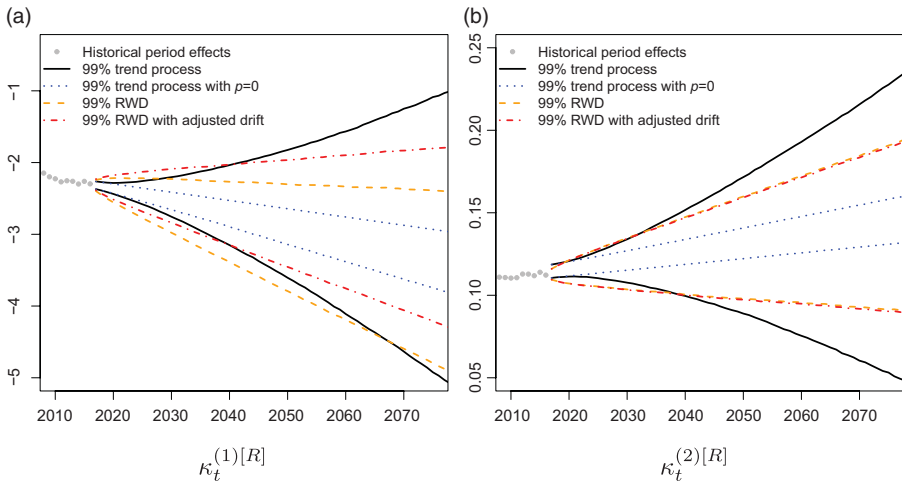 (a)
Historical period effects
99% trend process
99% trend process with p=0
99% RWD
99% RWD with adjusted drift
−1
−2
−3
−4
−5
2010 2020 2030 2040 2050 2060 2070
κ_t^{(1)[R]}
(b)
Historical period effects
99% trend process
99% trend process with p=0
99% RWD
99% RWD with adjusted drift
0.25
0.20
0.15
0.10
0.05
2010 2020 2030 2040 2050 2060 2070
κ_t^{(2)[R]}